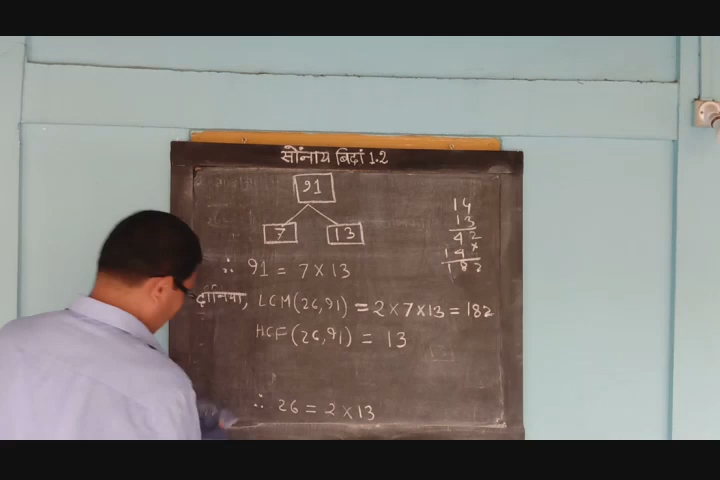 सोंनाय बिदां 1.2
91
7 13
∴ 91 = 7 × 13
LCM(26,91) = 2 × 7 × 13 = 182
HCF(26,91) = 13
∴ 26 = 2 × 13
14
13
42
14×
182